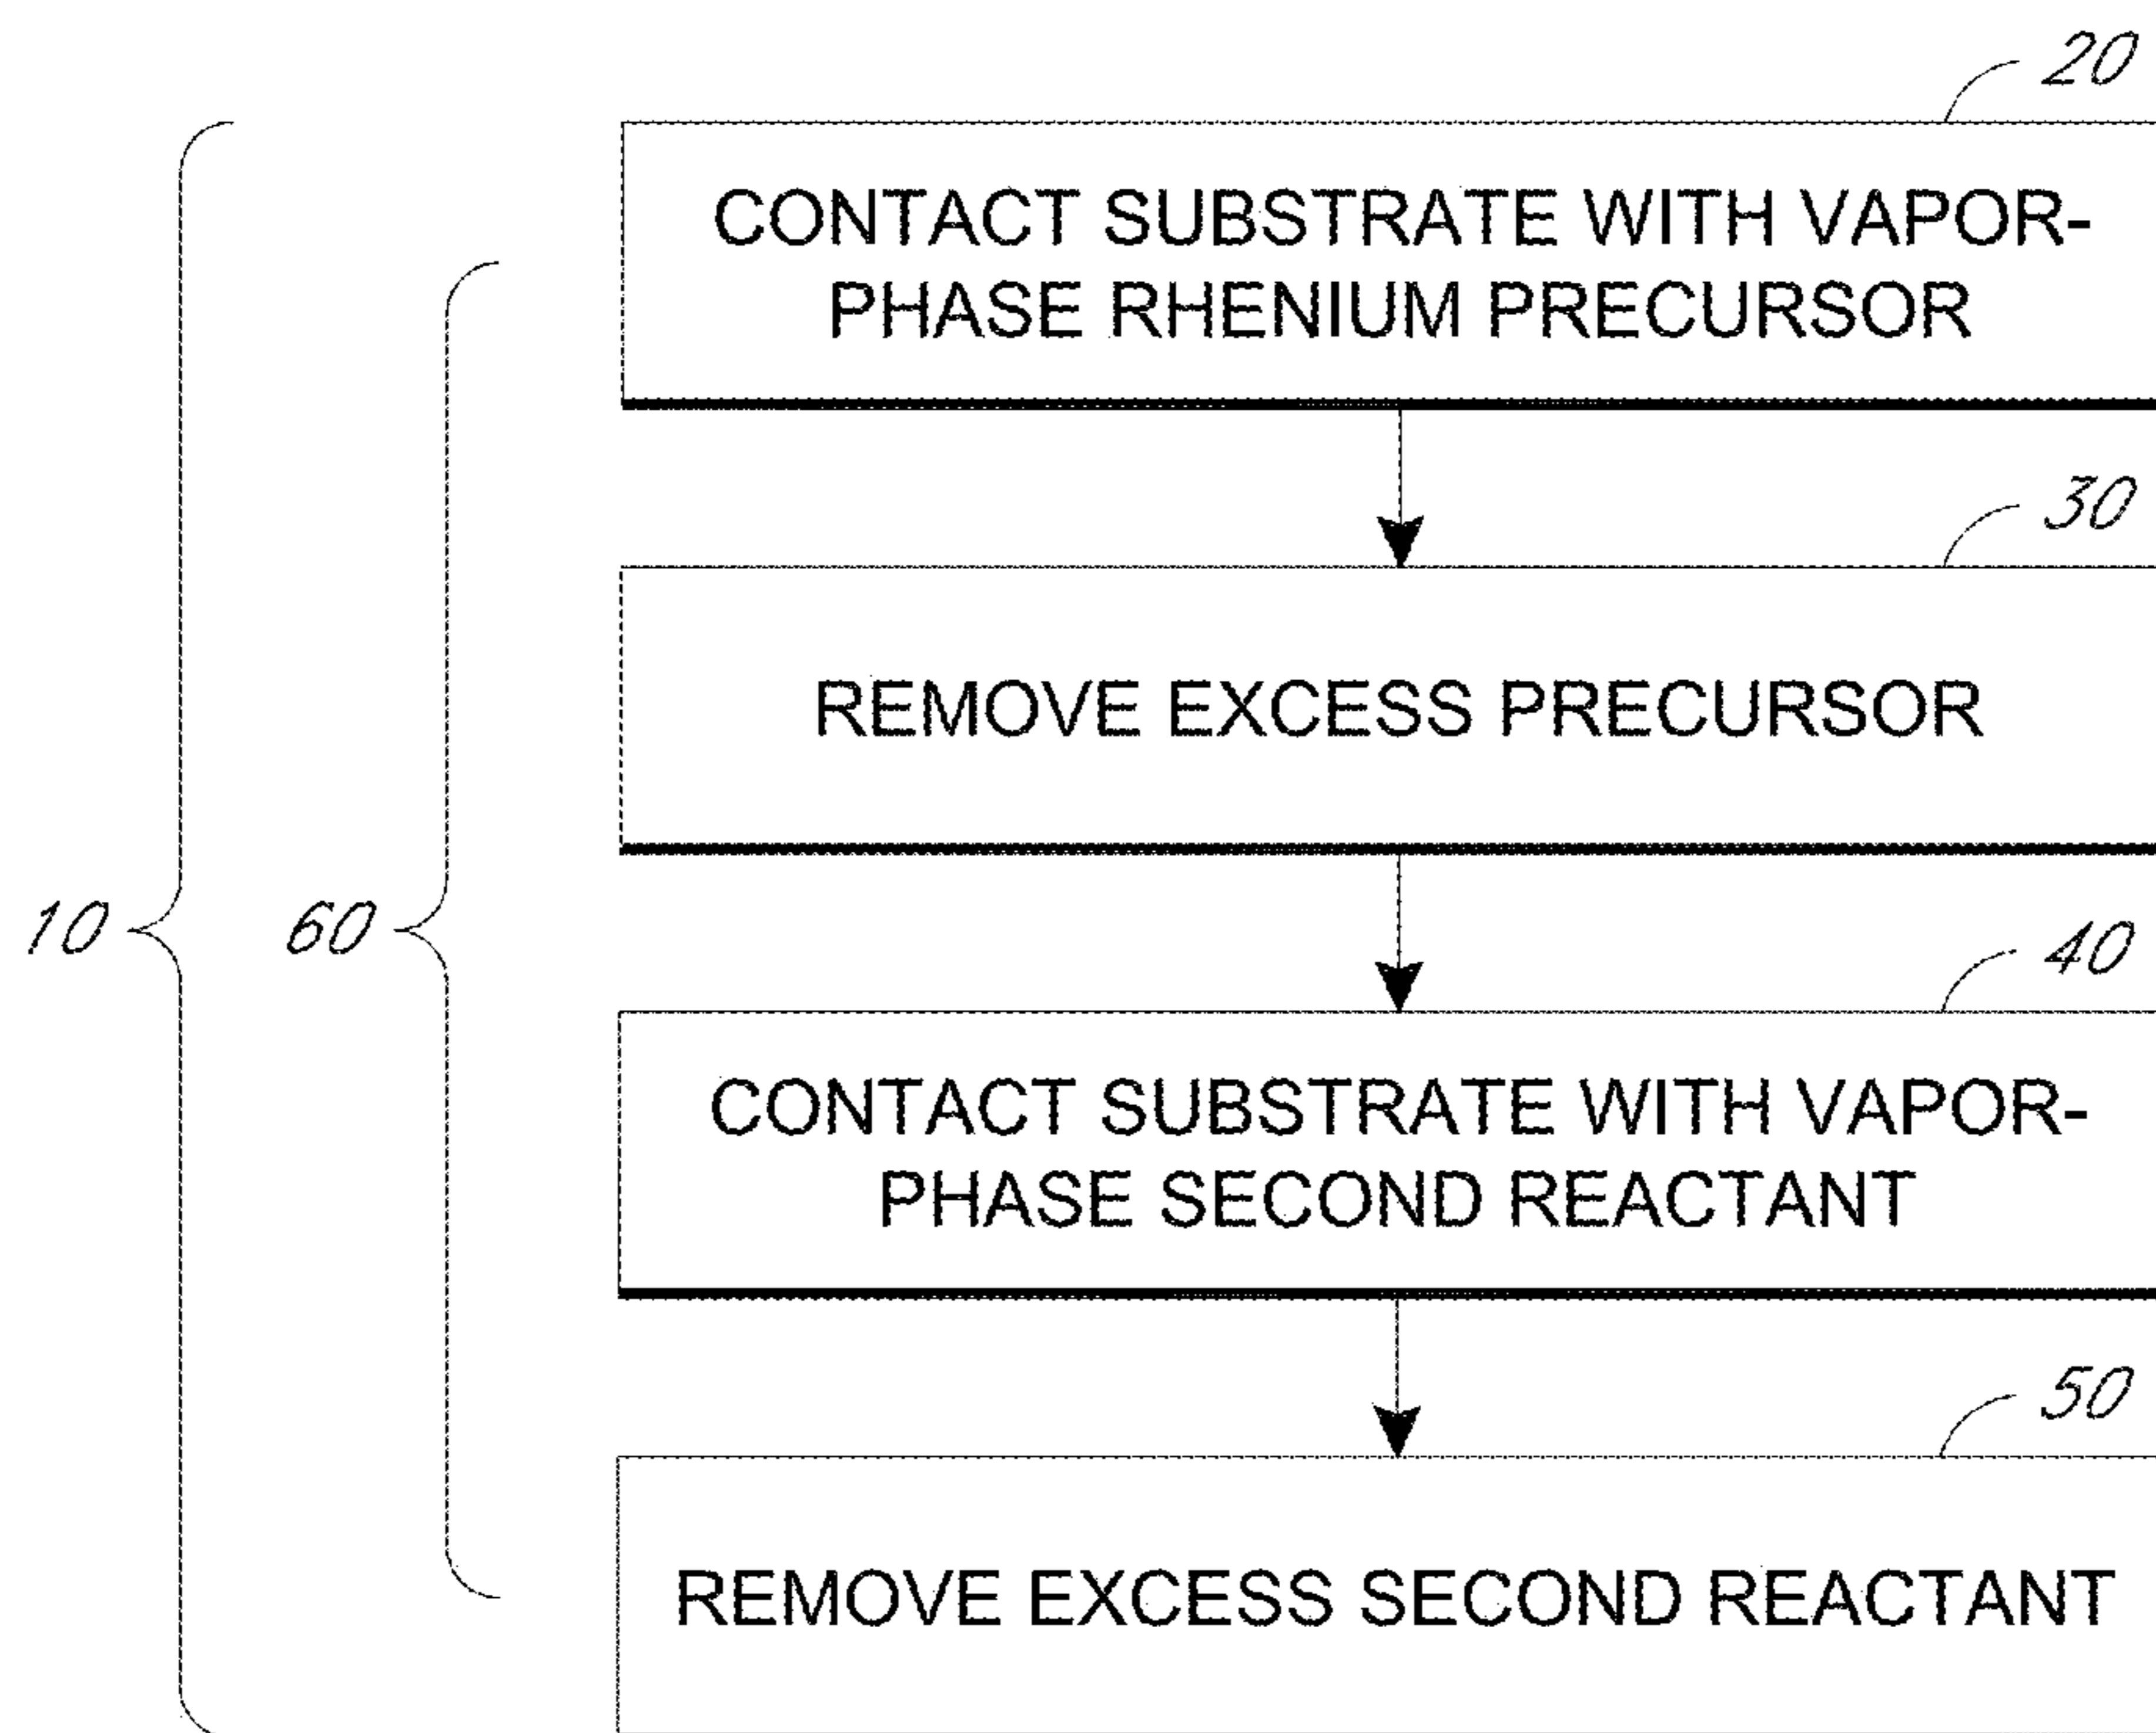 20
CONTACT SUBSTRATE WITH VAPOR-
PHASE RHENIUM PRECURSOR
30
REMOVE EXCESS PRECURSOR
10
60
40
CONTACT SUBSTRATE WITH VAPOR-
PHASE SECOND REACTANT
50
REMOVE EXCESS SECOND REACTANT